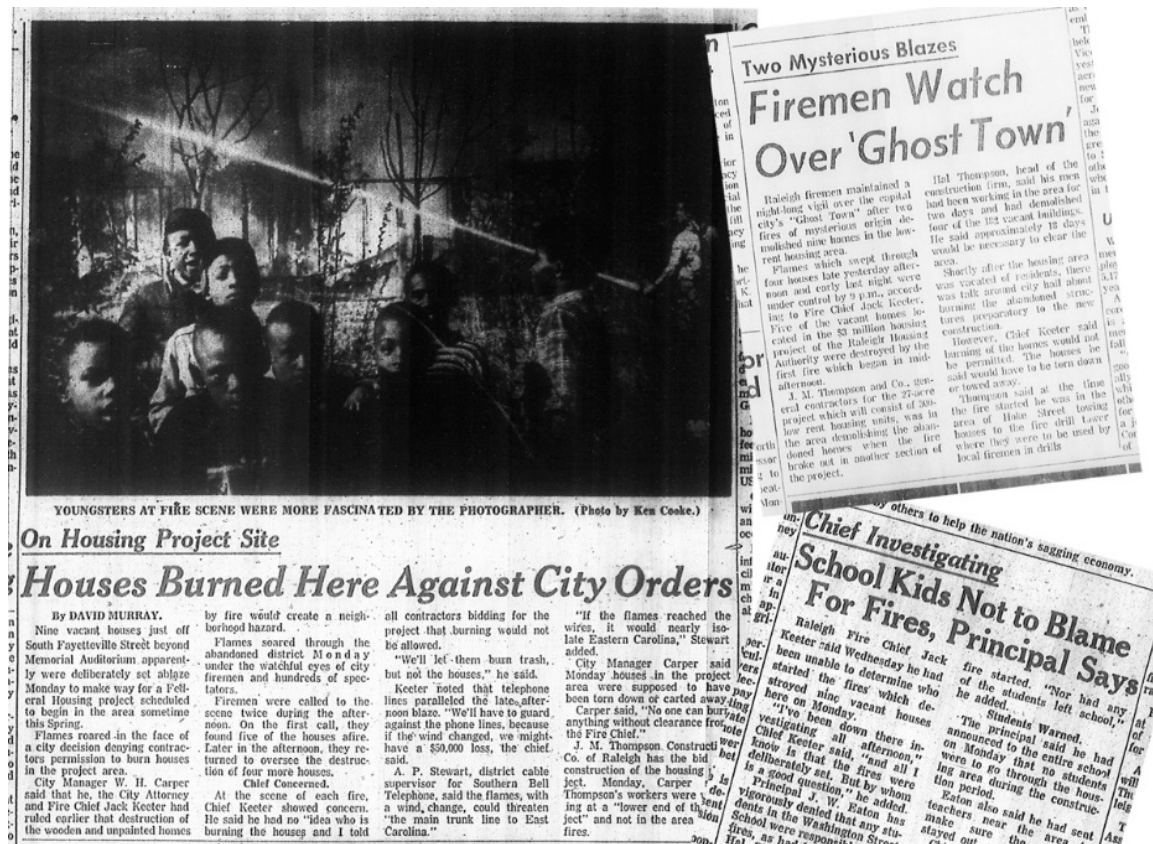 YOUNGSTERS AT FIRE SCENE WERE MORE FASCINATED BY THE PHOTOGRAPHER. (Photo by Ken Cooke.)
On Housing Project Site
Houses Burned Here Against City Orders
By DAVID MURRAY.
Nine vacant houses just off
South Fayetteville Street beyond
Memorial Auditorium apparent-
ly were deliberately set ablaze
Monday to make way for a Fed-
eral Housing project scheduled
to begin in the area sometime
this Spring.
Flames roared in the face of
a city decision denying contrac-
tors permission to burn houses
in the project area.
City Manager W. H. Carper
said that he, the City Attorney
and Fire Chief Jack Keeter had
ruled earlier that destruction of
the wooden and unpainted homes
by fire would create a neigh-
borhood hazard.
Flames soared through the
abandoned district Monday
under the watchful eyes of city
firemen and hundreds of spec-
tators.
Firemen were called to the
scene twice during the after-
noon. On the first call, they
found five of the houses afire.
Later in the afternoon, they re-
turned to oversee the destruc-
tion of four more houses.
Chief Concerned.
At the scene of each fire,
Chief Keeter showed concern.
He said he had no "idea who is
burning the houses and I told
all contractors bidding for the
project that burning would not
be allowed.
"We'll let them burn trash,
but not the houses," he said.
Keeter noted that telephone
lines paralleled the late after-
noon blaze. "We'll have to guard
against the phone lines, because
if the wind changed, we might
have a $50,000 loss, the chief
said.
A. P. Stewart, district cable
supervisor for Southern Bell
Telephone, said the flames, with
wind change, could threaten
"the main trunk line to East
Carolina."
"If the flames reached the
wires, it would nearly iso-
late Eastern Carolina," Stewart
added.
City Manager Carper said
Monday houses in the project
area were supposed to have
been torn down or carted away.
Carper said, "No one can burn
anything without clearance from
the Fire Chief."
J. M. Thompson Constructi
Co. of Raleigh has the bid
construction of the housing
ject. Monday, Carper
Thompson's workers were
ing at a "lower end of th
ject" and not in the area
fires.
Two Mysterious Blazes
Firemen Watch
Over 'Ghost Town'
Raleigh firemen maintained a
night-long vigil over the capital
city's "Ghost Town" after two
fires of mysterious origin de-
molished nine homes in the low-
rent housing area.
Flames which swept through
four houses late yesterday after-
noon and early last night were
under control by 9 p.m., accord-
ing to Fire Chief Jack Keeter.
Five of the vacant homes lo-
cated in the $3 million housing
project of the Raleigh Housing
Authority were destroyed by the
first fire which began in mid-
afternoon.
J. M. Thompson and Co., gen-
eral contractors for the 27-acre
project which will consist of 300-
low rent housing units, was in
the area demolishing the aban-
doned homes when the fire
broke out in another section of
the project.
Hal Thompson, head of the
construction firm, said his men
had been working in the area for
two days and had demolished
four of the 182 vacant buildings.
He said approximately 18 days
would be necessary to clear the
area.
Shortly after the housing area
was vacated of residents, there
was talk around city hall about
burning the abandoned struc-
tures preparatory to the new
construction.
However, Chief Keeter said
burning of the homes would not
be permitted. The houses he
said would have to be torn down
or towed away.
Thompson said at the time
the fire started he was in the
area of Hoke Street towing
houses to the fire drill tower
where they were to be used by
local firemen in drills
by others to help the nation's sagging economy.
Chief Investigating
School Kids Not to Blame
For Fires, Principal Says
Raleigh Fire Chief Jack
Keeter said Wednesday he had
been unable to determine who
started the fires which de-
stroyed nine vacant houses
here on Monday.
"I've been down there in-
vestigating all afternoon,"
Chief Keeter said, "and all I
know is that the fires were
deliberately set. But by whom
is a good question," he added.
Principal J. W. Eaton has
vigorously denied that any stu-
dents in the Washington Street
School were responsible
fires, as had
fire started. "Nor had any
of the students left school,"
he added.
Students Warned.
The principal said he had
announced to the entire school
on Monday that no students
were to go through the hous-
ing area during the construc-
tion period.
Eaton also said he had sent
teachers near the area
make sure the
stayed out